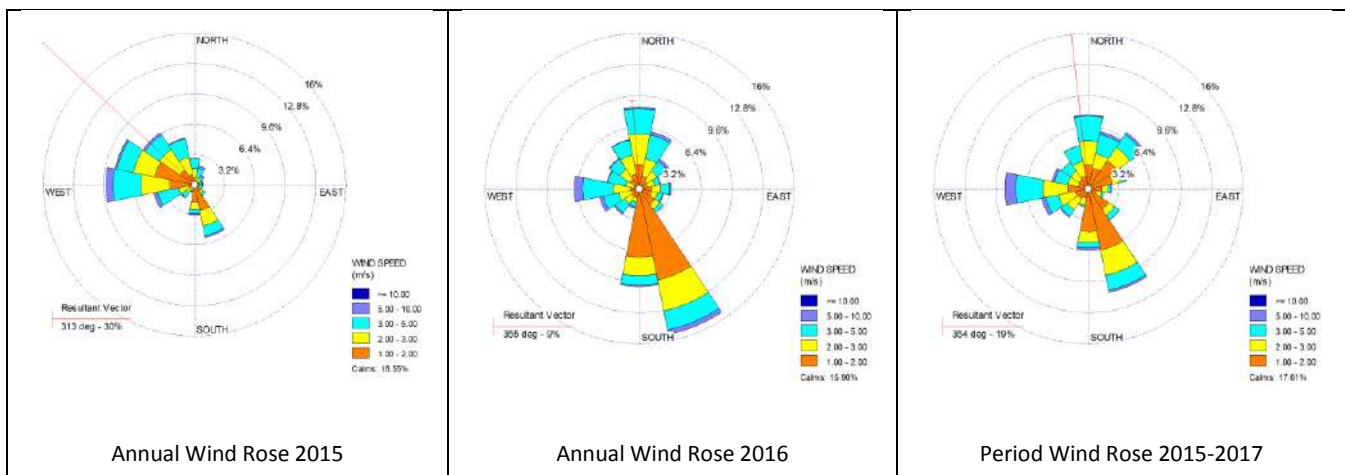 NORTH
16%
12.8%
9.6%
6.4%
3.2%
WEST
EAST
WIND SPEED
(m/s)
>= 10.00
5.00 - 10.00
3.00 - 5.00
2.00 - 3.00
1.00 - 2.00
Resultant Vector
313 deg - 30%
SOUTH
Annual Wind Rose 2015
NORTH
16%
12.8%
9.6%
6.4%
3.2%
WEST
EAST
WIND SPEED
(m/s)
>= 10.00
5.00 - 10.00
3.00 - 5.00
2.00 - 3.00
1.00 - 2.00
Calms: 15.90%
Resultant Vector
SOUTH
Annual Wind Rose 2016
NORTH
16%
12.8%
9.6%
6.4%
3.2%
WEST
EAST
WIND SPEED
(m/s)
>= 10.00
5.00 - 10.00
3.00 - 5.00
2.00 - 3.00
1.00 - 2.00
Calms: 17.61%
Resultant Vector
354 deg - 19%
SOUTH
Period Wind Rose 2015-2017